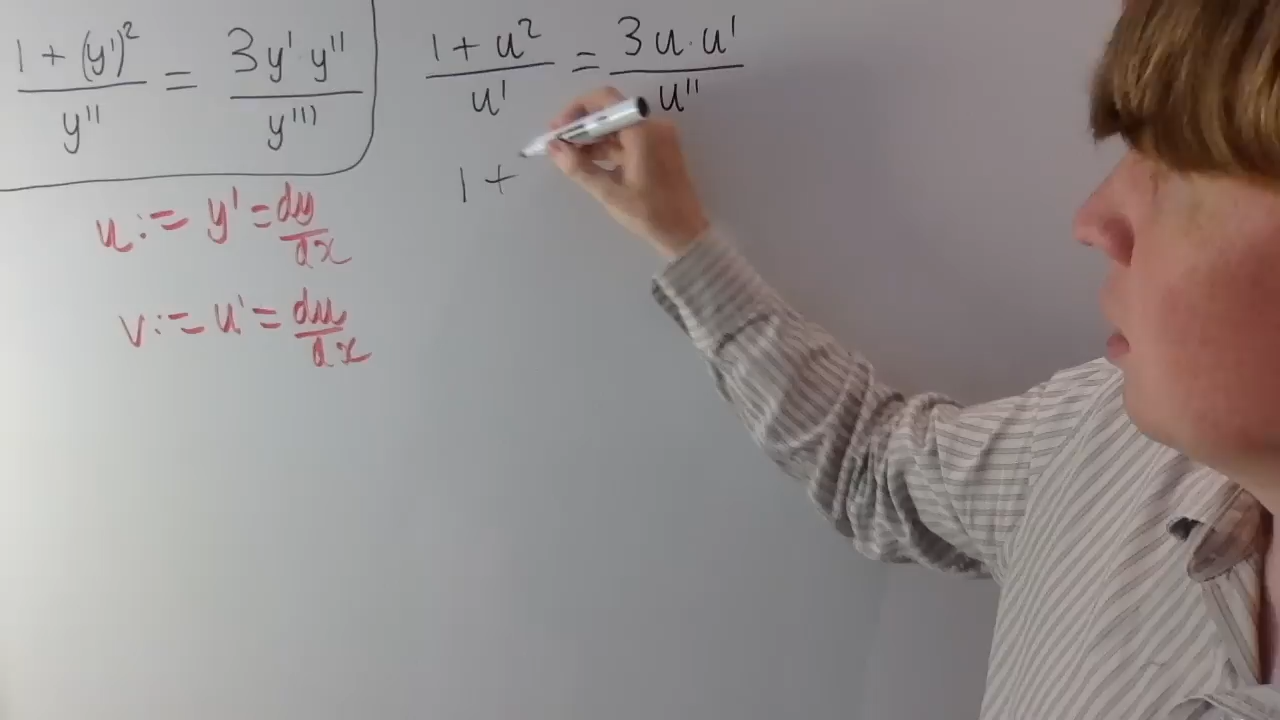 1 + (y')² / y'' = 3y' · y'' / y'''
u := y' = dy/dx
v := u' = du/dx
1 + u² / u' = 3u · u' / u''
1 +